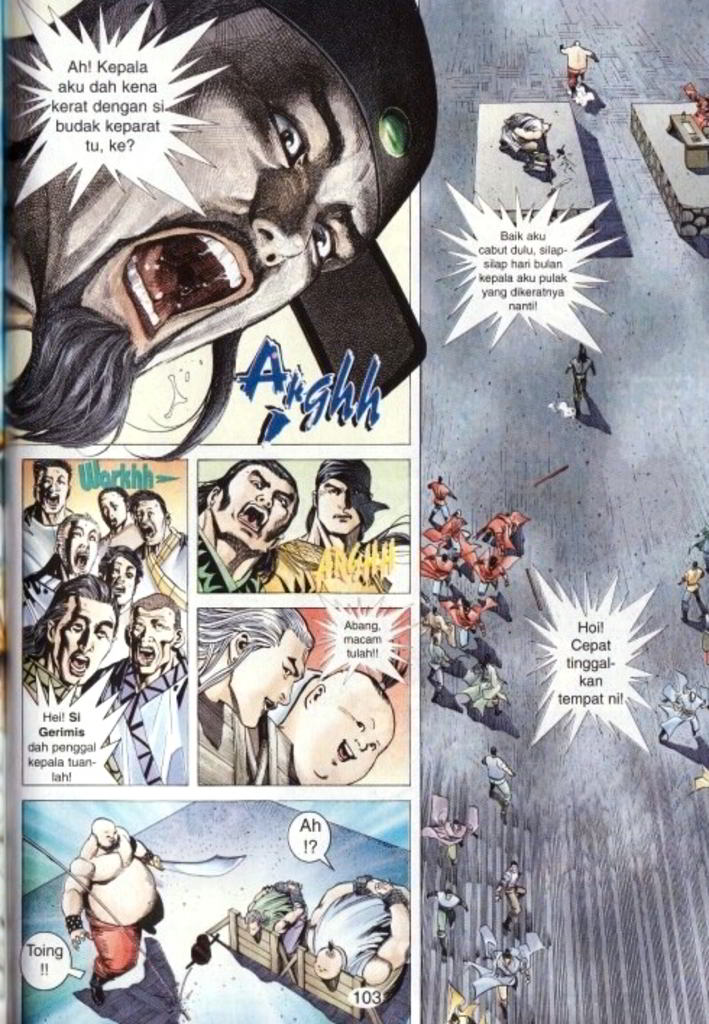 Ah! Kepala
aku dah kena
kerat dengan si
budak keparat
tu, ke?
Arghh
Warkhh
ARGHH
Hei! Si
Gerimis
dah penggal
kepala tuan-
lah!
Abang,
macam
tulah!!
Ah
!?
Toing
!!
103
Baik aku
cabut dulu, silap-
silap hari bulan
kepala aku pulak
yang dikeratnya
nanti!
Hoi!
Cepat
tinggal-
kan
tempat ni!